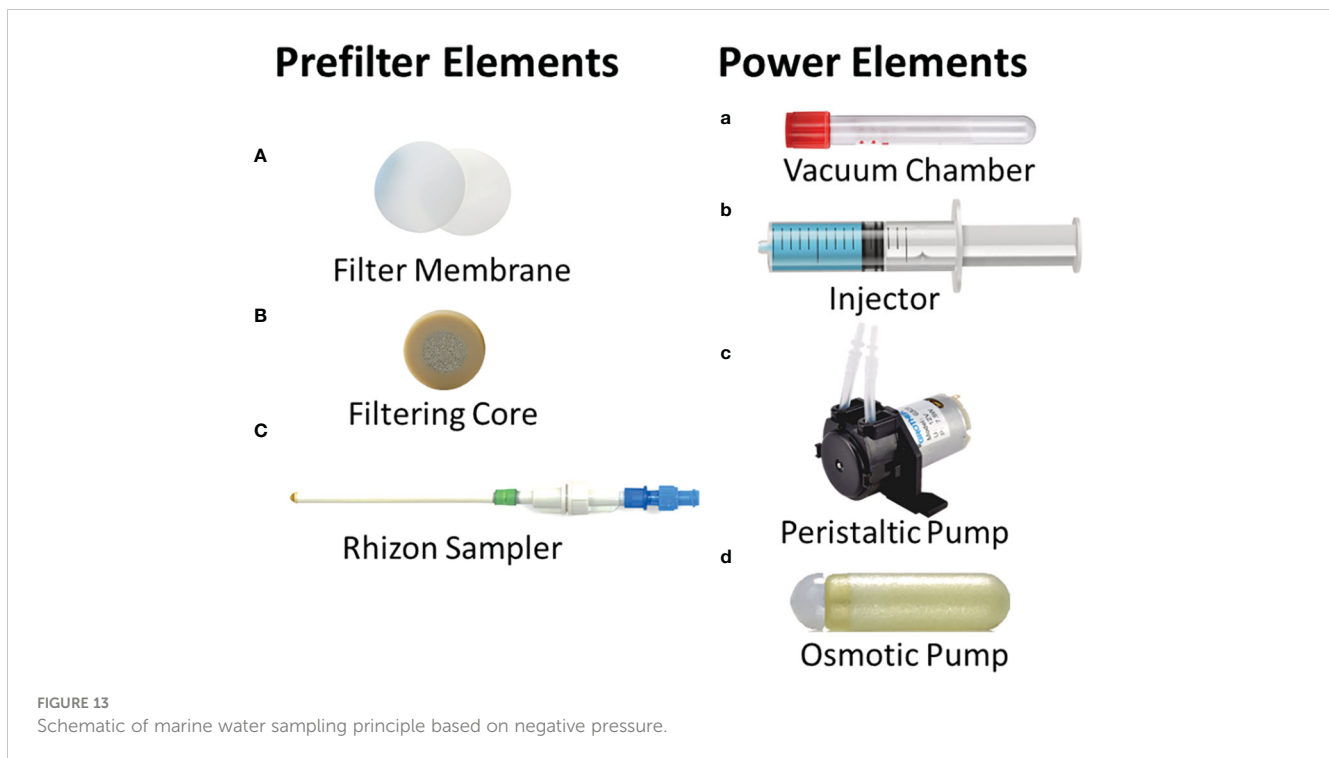 Prefilter Elements
Power Elements
A
Filter Membrane
B
Filtering Core
C
Rhizon Sampler
a
Vacuum Chamber
b
Injector
c
Peristaltic Pump
d
Osmotic Pump
FIGURE 13
Schematic of marine water sampling principle based on negative pressure.